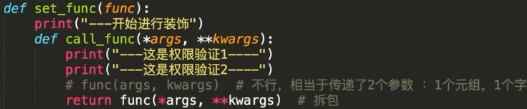 def set_func(func):
    print("---开始进行装饰")
    def call_func(*args, **kwargs):
        print("---这是权限验证1----")
        print("---这是权限验证2----")
        # func(args, kwargs)  # 不行，相当于传递了2个参数 ：1个元组，1个字
        return func(*args, **kwargs)  # 拆包